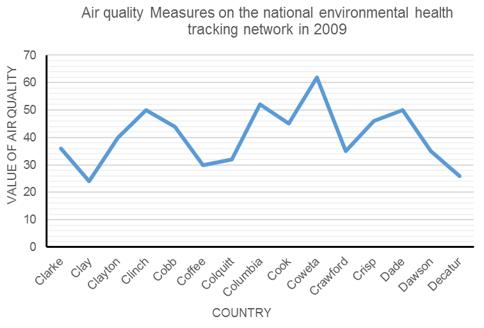 Air quality Measures on the national environmental health
tracking network in 2009
VALUE OF AIR QUALITY
70
60
50
40
30
20
10
0
Clarke
Clay
Clayton
Clinch
Cobb
Coffee
Colquitt
Columbia
Cook
Coweta
Crawford
Crisp
Dade
Dawson
Decatur
COUNTRY